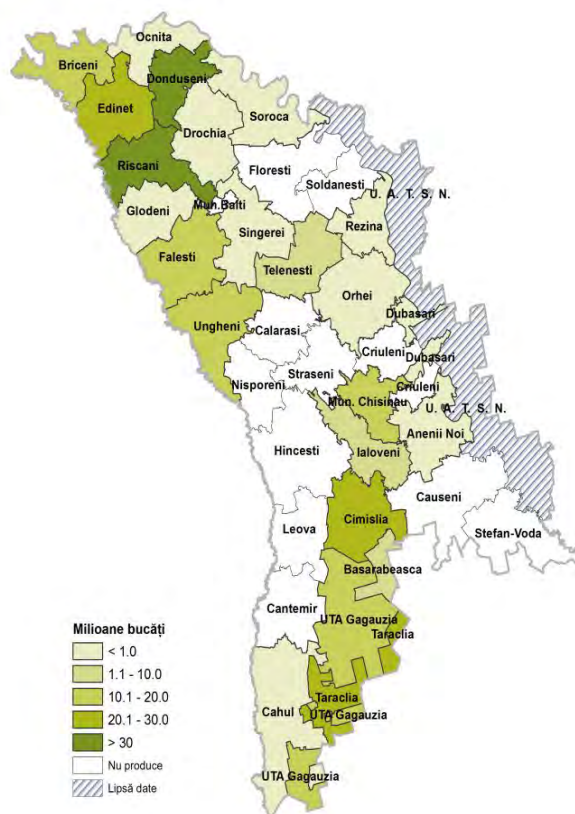 Ocnita
Briceni
Donduseni
Edinet
Soroca
Drochia
Riscani
Floresti
Soldanesti
U. A. T. S. N.
Glodeni
Mun.Balti
Rezina
Singerei
Falesti
Telenesti
Orhei
Dubasari
Ungheni
Calarasi
Criuleni
Dubasari
Straseni
Nisporeni
Mun. Chisinau
Criuleni
U. A. T. S. N.
Anenii Noi
Hincesti
Ialoveni
Causeni
Leova
Cimislia
Stefan-Voda
Basarabeasca
Cantemir
UTA Gagauzia
Taraclia
Taraclia
Cahul
UTA Gagauzia
UTA Gagauzia
Milioane bucăți
< 1.0
1.1 - 10.0
10.1 - 20.0
20.1 - 30.0
> 30
Nu produce
Lipsă date